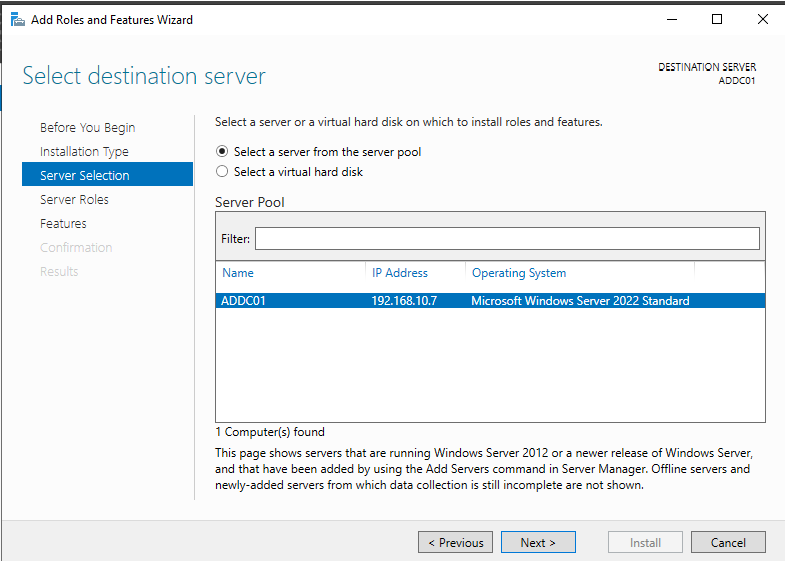 Add Roles and Features Wizard
Select destination server
DESTINATION SERVER
ADDC01
Before You Begin
Installation Type
Server Selection
Server Roles
Features
Confirmation
Results
Select a server or a virtual hard disk on which to install roles and features.
Select a server from the server pool
Select a virtual hard disk
Server Pool
Filter:
Name IP Address Operating System
ADDC01 192.168.10.7 Microsoft Windows Server 2022 Standard
1 Computer(s) found
This page shows servers that are running Windows Server 2012 or a newer release of Windows Server,
and that have been added by using the Add Servers command in Server Manager. Offline servers and
newly-added servers from which data collection is still incomplete are not shown.
< Previous Next > Install Cancel